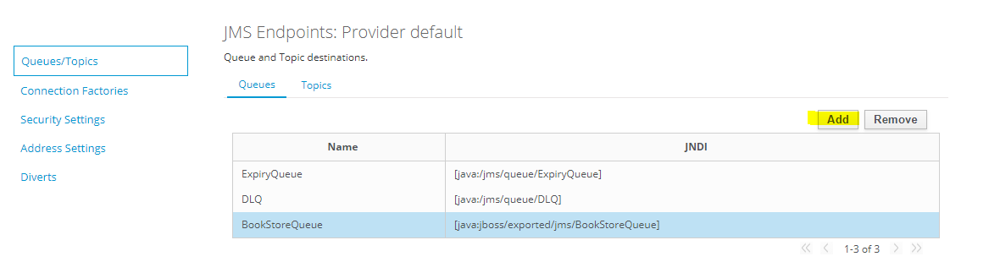 JMS Endpoints: Provider default
Queues/Topics
Queue and Topic destinations.
Connection Factories
Queues Topics
Security Settings
Add Remove
Address Settings
Name JNDI
Diverts
ExpiryQueue [java:/jms/queue/ExpiryQueue]
DLQ [java:/jms/queue/DLQ]
BookStoreQueue [java:jboss/exported/jms/BookStoreQueue]
1-3 of 3